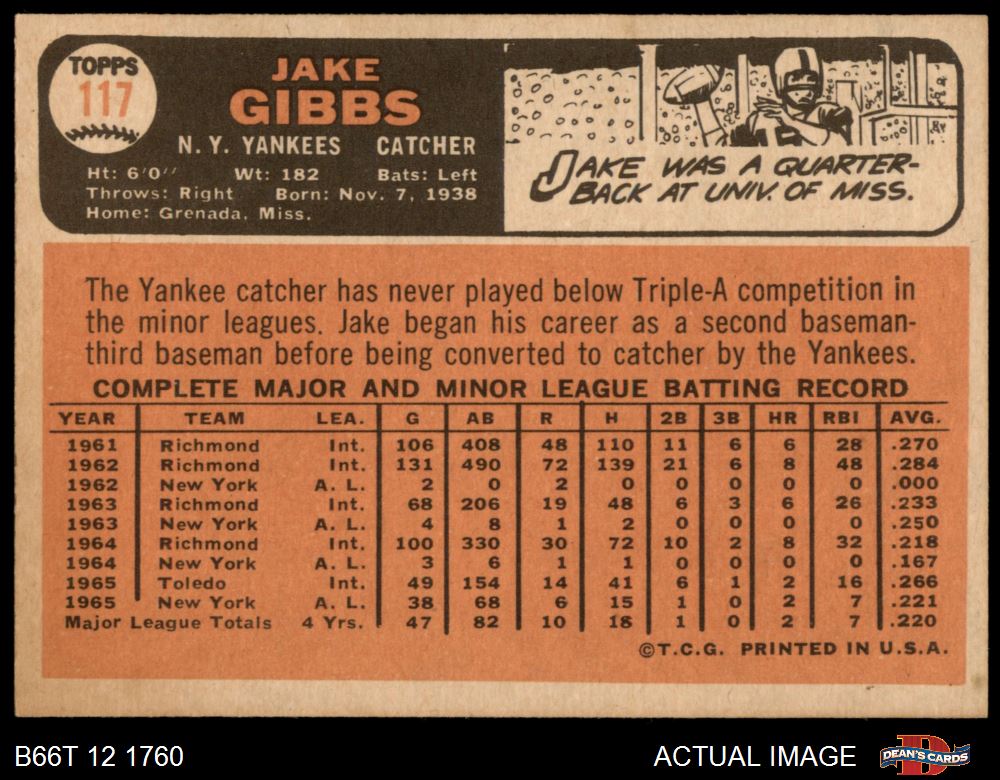 TOPPS
117
JAKE
GIBBS
N. Y. YANKEES CATCHER
Ht: 6'0" Wt: 182 Bats: Left
Throws: Right Born: Nov. 7, 1938
Home: Grenada, Miss.
JAKE WAS A QUARTER-
BACK AT UNIV. OF MISS.
The Yankee catcher has never played below Triple-A competition in
the minor leagues. Jake began his career as a second baseman-
third baseman before being converted to catcher by the Yankees.
COMPLETE MAJOR AND MINOR LEAGUE BATTING RECORD
YEAR TEAM LEA. G AB R H 2B 3B HR RBI AVG.
1961 Richmond Int. 106 408 48 110 11 6 6 28 .270
1962 Richmond Int. 131 490 72 139 21 6 8 48 .284
1962 New York A. L. 2 0 2 0 0 0 0 0 .000
1963 Richmond Int. 68 206 19 48 6 3 6 26 .233
1963 New York A. L. 4 8 1 2 0 0 0 0 .250
1964 Richmond Int. 100 330 30 72 10 2 8 32 .218
1964 New York A. L. 3 6 1 1 0 0 0 0 .167
1965 Toledo Int. 49 154 14 41 6 1 2 16 .266
1965 New York A. L. 38 68 6 15 1 0 2 7 .221
Major League Totals 4 Yrs. 47 82 10 18 1 0 2 7 .220
©T.C.G. PRINTED IN U.S.A.
B66T 12 1760
ACTUAL IMAGE
DEAN'S CARDS